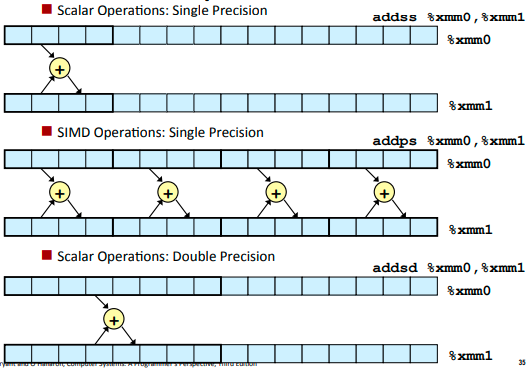 Scalar Operations: Single Precision
addss %xmm0,%xmm1
%xmm0
+
%xmm1
SIMD Operations: Single Precision
addps %xmm0,%xmm1
%xmm0
+ + + +
%xmm1
Scalar Operations: Double Precision
addsd %xmm0,%xmm1
%xmm0
+
%xmm1
and O'Hallaron, Computer Systems: A Programmer's Perspective, Third Edition
35